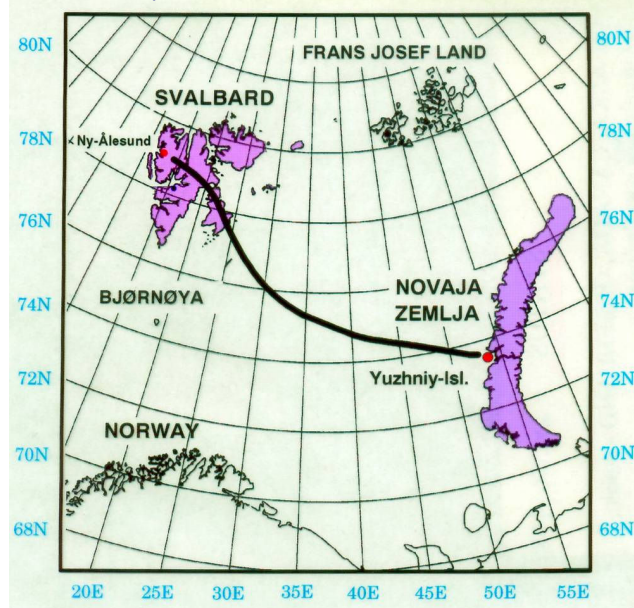 80N
80N
FRANS JOSEF LAND
SVALBARD
78N
Ny-Ålesund
78N
76N
76N
NOVAJA
ZEMLJA
BJØRNØYA
74N
74N
72N
Yuzhniy-Isl.
72N
NORWAY
70N
70N
68N
68N
20E
25E
30E
35E
40E
45E
50E
55E